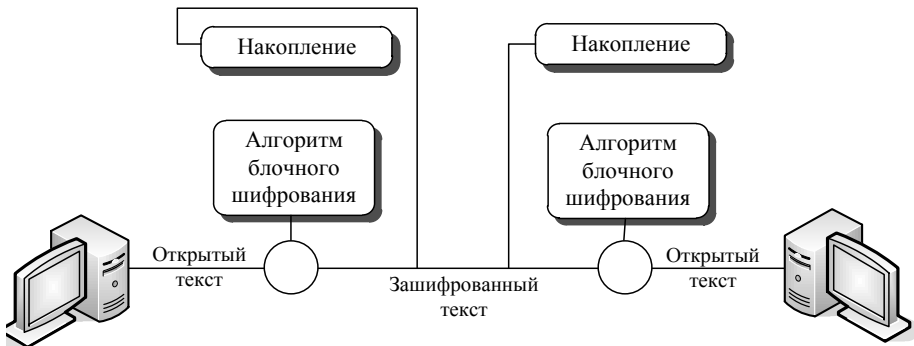 Накопление
Накопление
Алгоритм
блочного
шифрования
Алгоритм
блочного
шифрования
Открытый
текст
Зашифрованный
текст
Открытый
текст